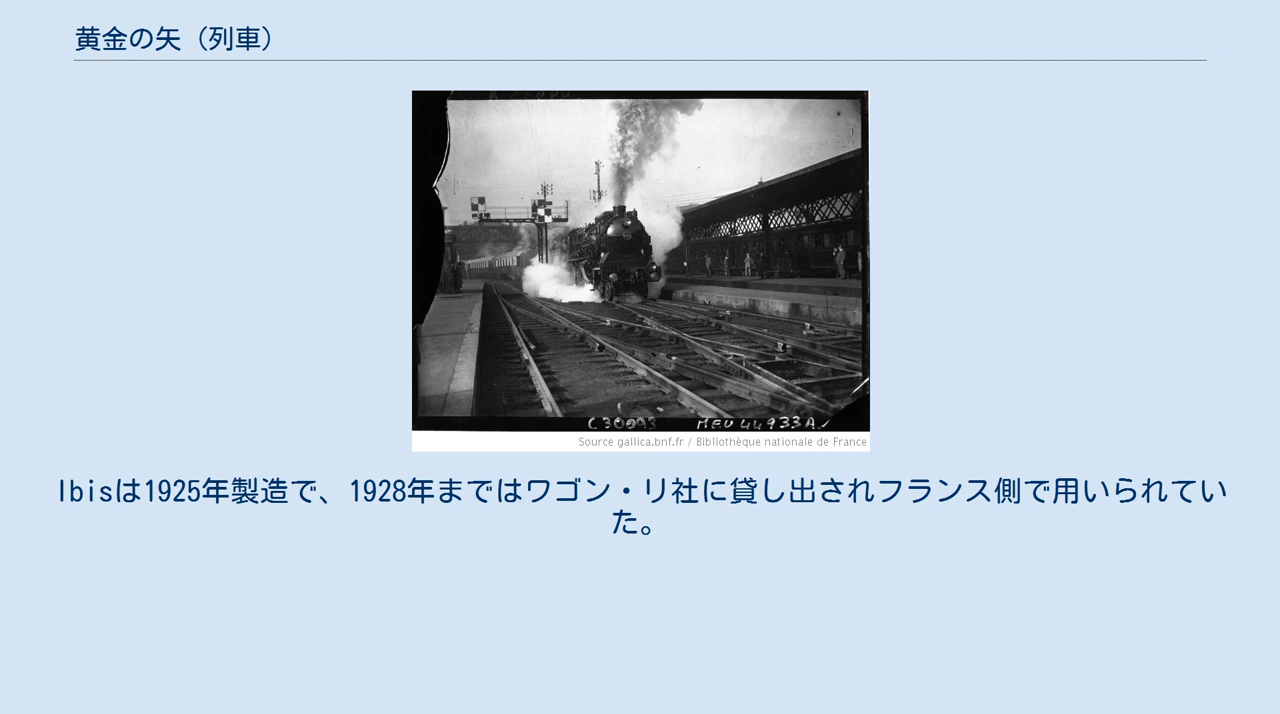 黄金の矢（列車）
C30993 MEU 44933A
Source gallica.bnf.fr / Bibliothèque nationale de France
Ibisは1925年製造で、1928年まではワゴン・リ社に貸し出されフランス側で用いられてい
た。